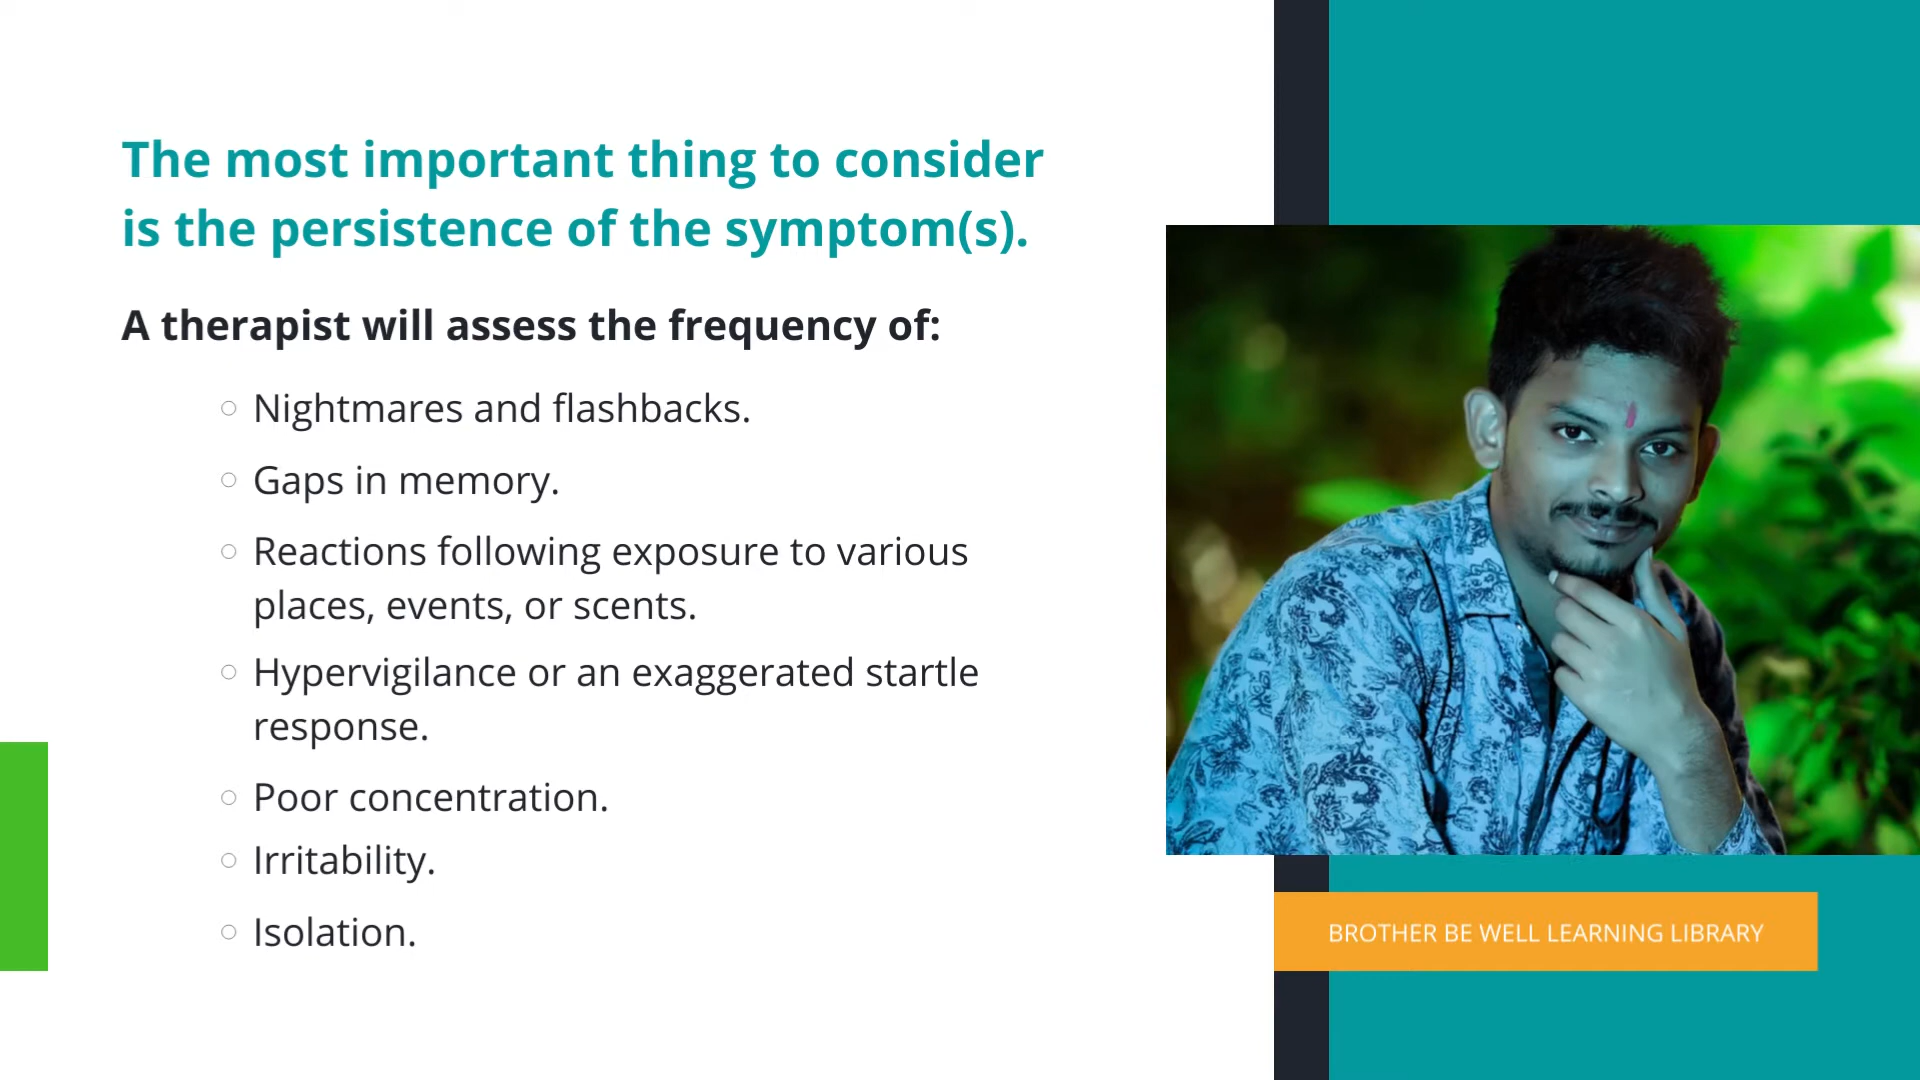 The most important thing to consider
is the persistence of the symptom(s).
A therapist will assess the frequency of:
Nightmares and flashbacks.
Gaps in memory.
Reactions following exposure to various
places, events, or scents.
Hypervigilance or an exaggerated startle
response.
Poor concentration.
Irritability.
Isolation.
BROTHER BE WELL LEARNING LIBRARY